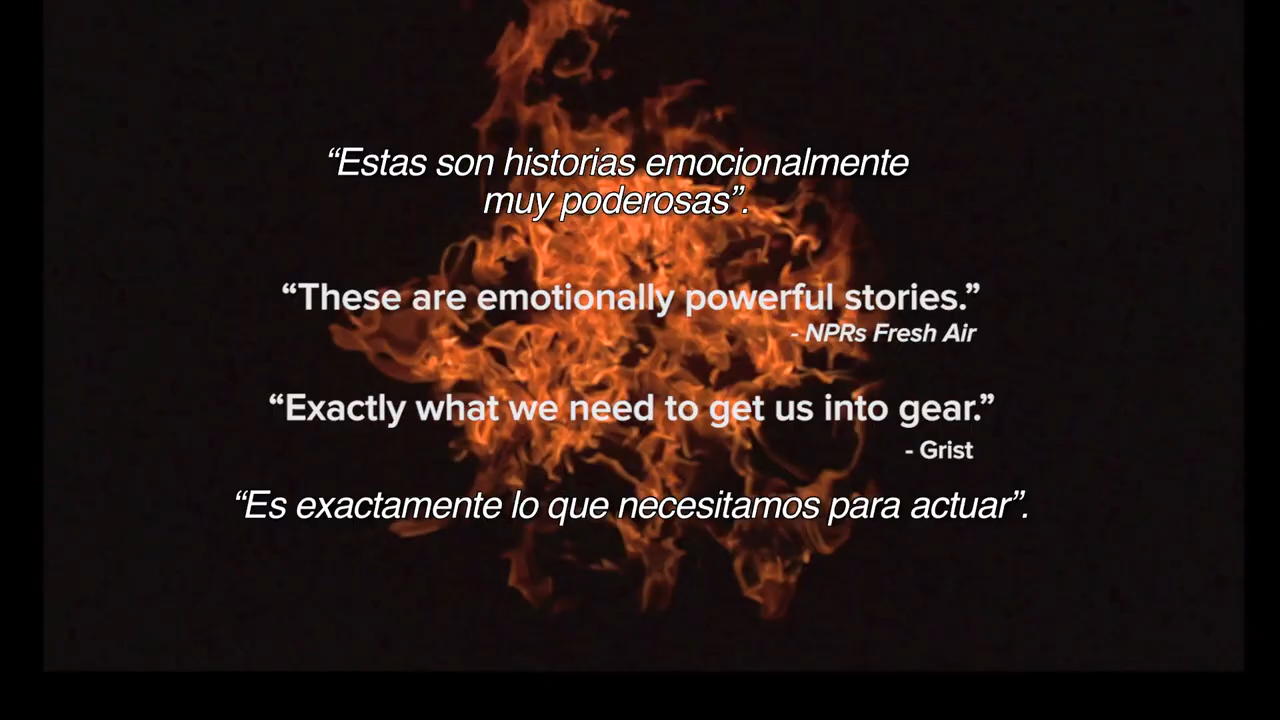 “Estas son historias emocionalmente
muy poderosas”.
“These are emotionally powerful stories.”
- NPRs Fresh Air
“Exactly what we need to get us into gear.”
- Grist
“Es exactamente lo que necesitamos para actuar”.